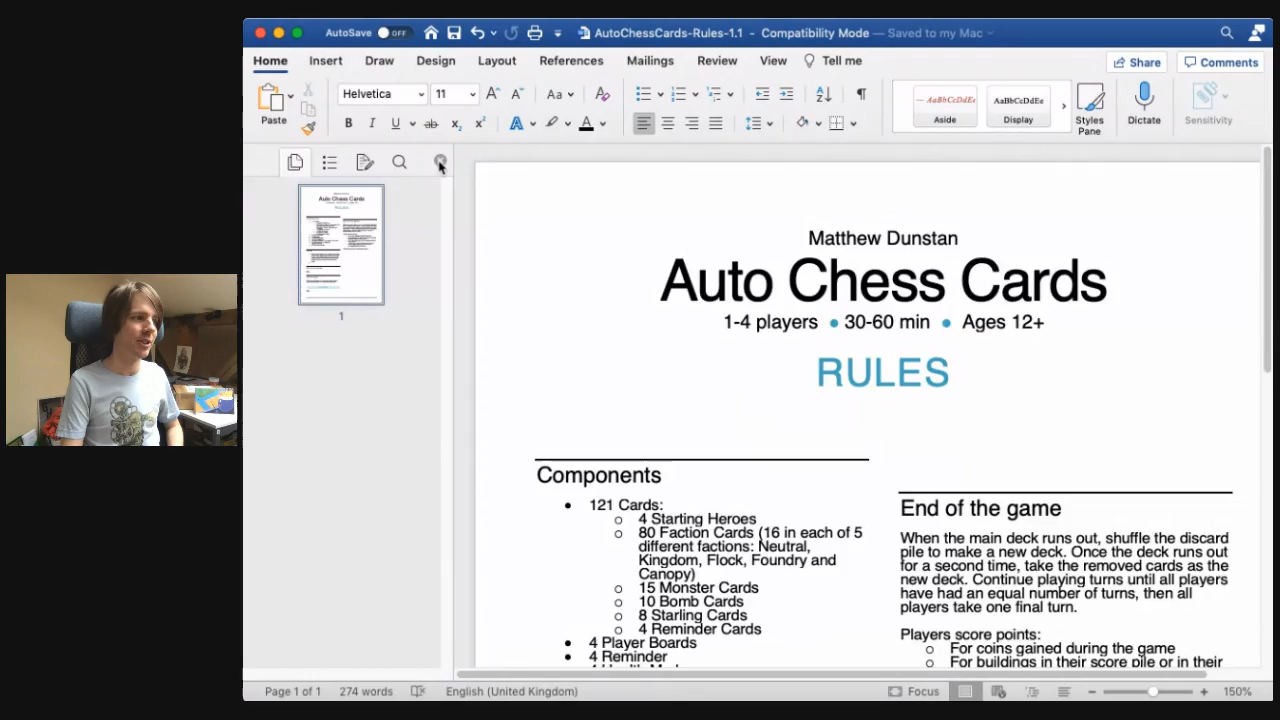 AutoSave OFF
AutoChessCards-Rules-1.1 - Compatibility Mode — Saved to my Mac
Home Insert Draw Design Layout References Mailings Review View Tell me Share Comments
Paste
Helvetica 11
AaBbCcDdEe
Aside
AaBbCcDdEe
Display
Styles
Pane
Dictate
Sensitivity
1
Matthew Dunstan
Auto Chess Cards
1-4 players • 30-60 min • Ages 12+
RULES
Components
• 121 Cards:
o 4 Starting Heroes
o 80 Faction Cards (16 in each of 5
different factions: Neutral,
Kingdom, Flock, Foundry and
Canopy)
o 15 Monster Cards
o 10 Bomb Cards
o 8 Starling Cards
o 4 Reminder Cards
• 4 Player Boards
• 4 Reminder
End of the game
When the main deck runs out, shuffle the discard
pile to make a new deck. Once the deck runs out
for a second time, take the removed cards as the
new deck. Continue playing turns until all players
have had an equal number of turns, then all
players take one final turn.
Players score points:
o For coins gained during the game
o For buildings in their score pile or in their
Page 1 of 1 274 words English (United Kingdom) Focus 150%